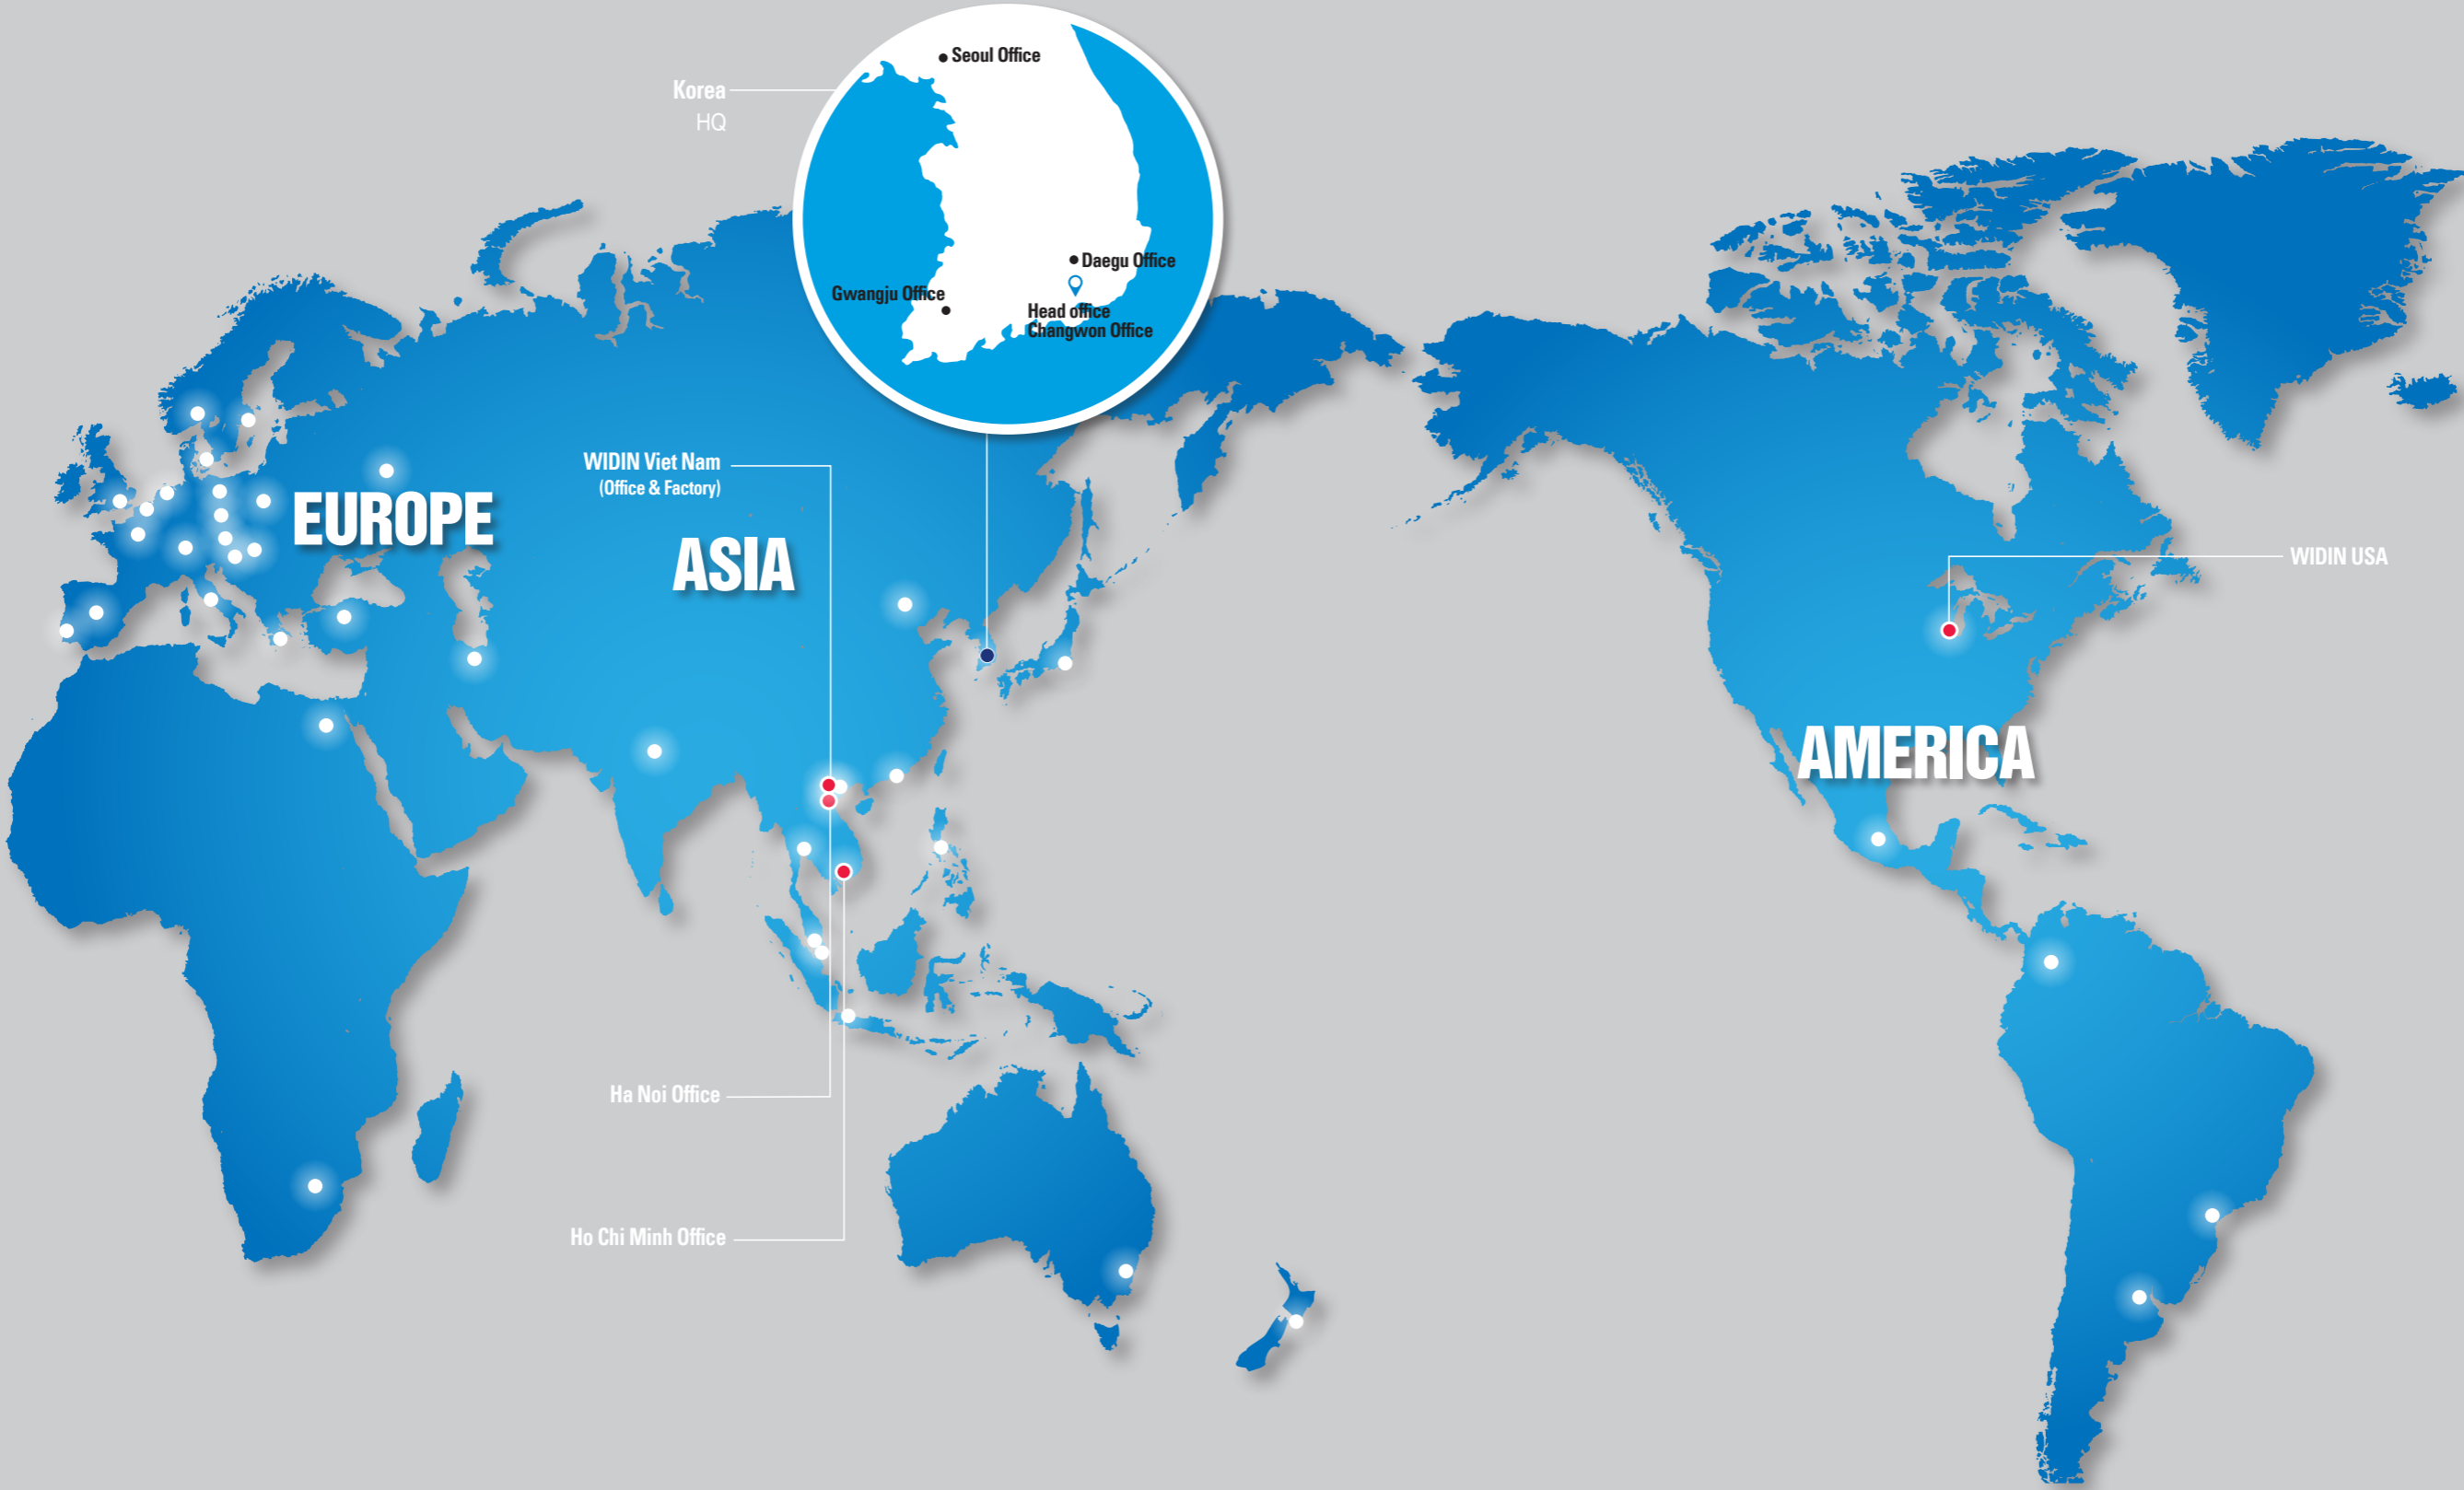 Seoul Office
Korea
HQ
Daegu Office
Gwangju Office
Head office
Changwon Office
WIDIN Viet Nam
(Office & Factory)
EUROPE
ASIA
WIDIN USA
AMERICA
Ha Noi Office
Ho Chi Minh Office